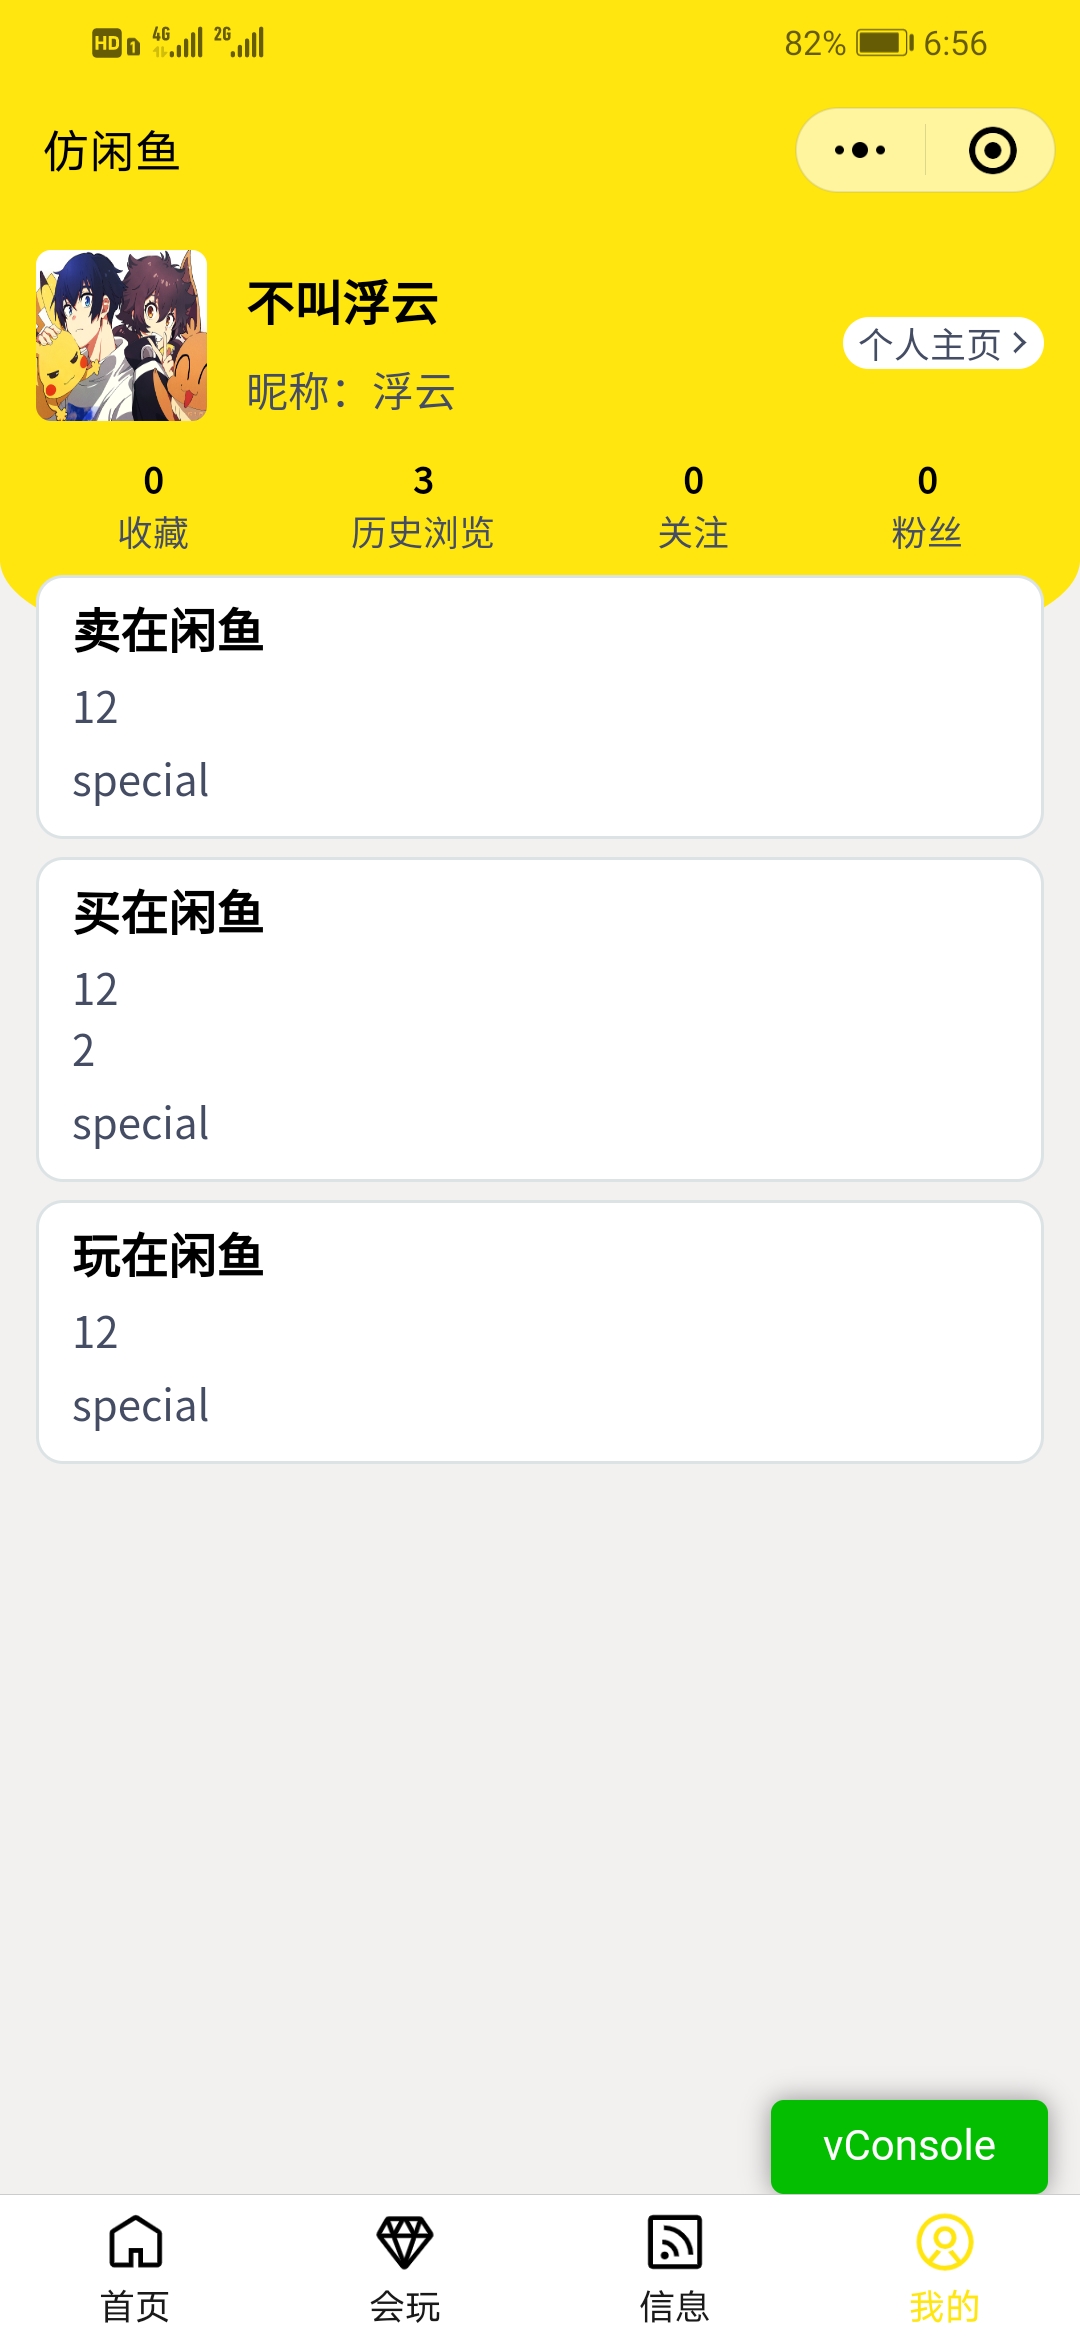 HD 1 4G 2G 82% 6:56
仿闲鱼
不叫浮云
昵称：浮云
个人主页
0 3 0 0
收藏 历史浏览 关注 粉丝
卖在闲鱼
12
special
买在闲鱼
12
2
special
玩在闲鱼
12
special
vConsole
首页 会玩 信息 我的